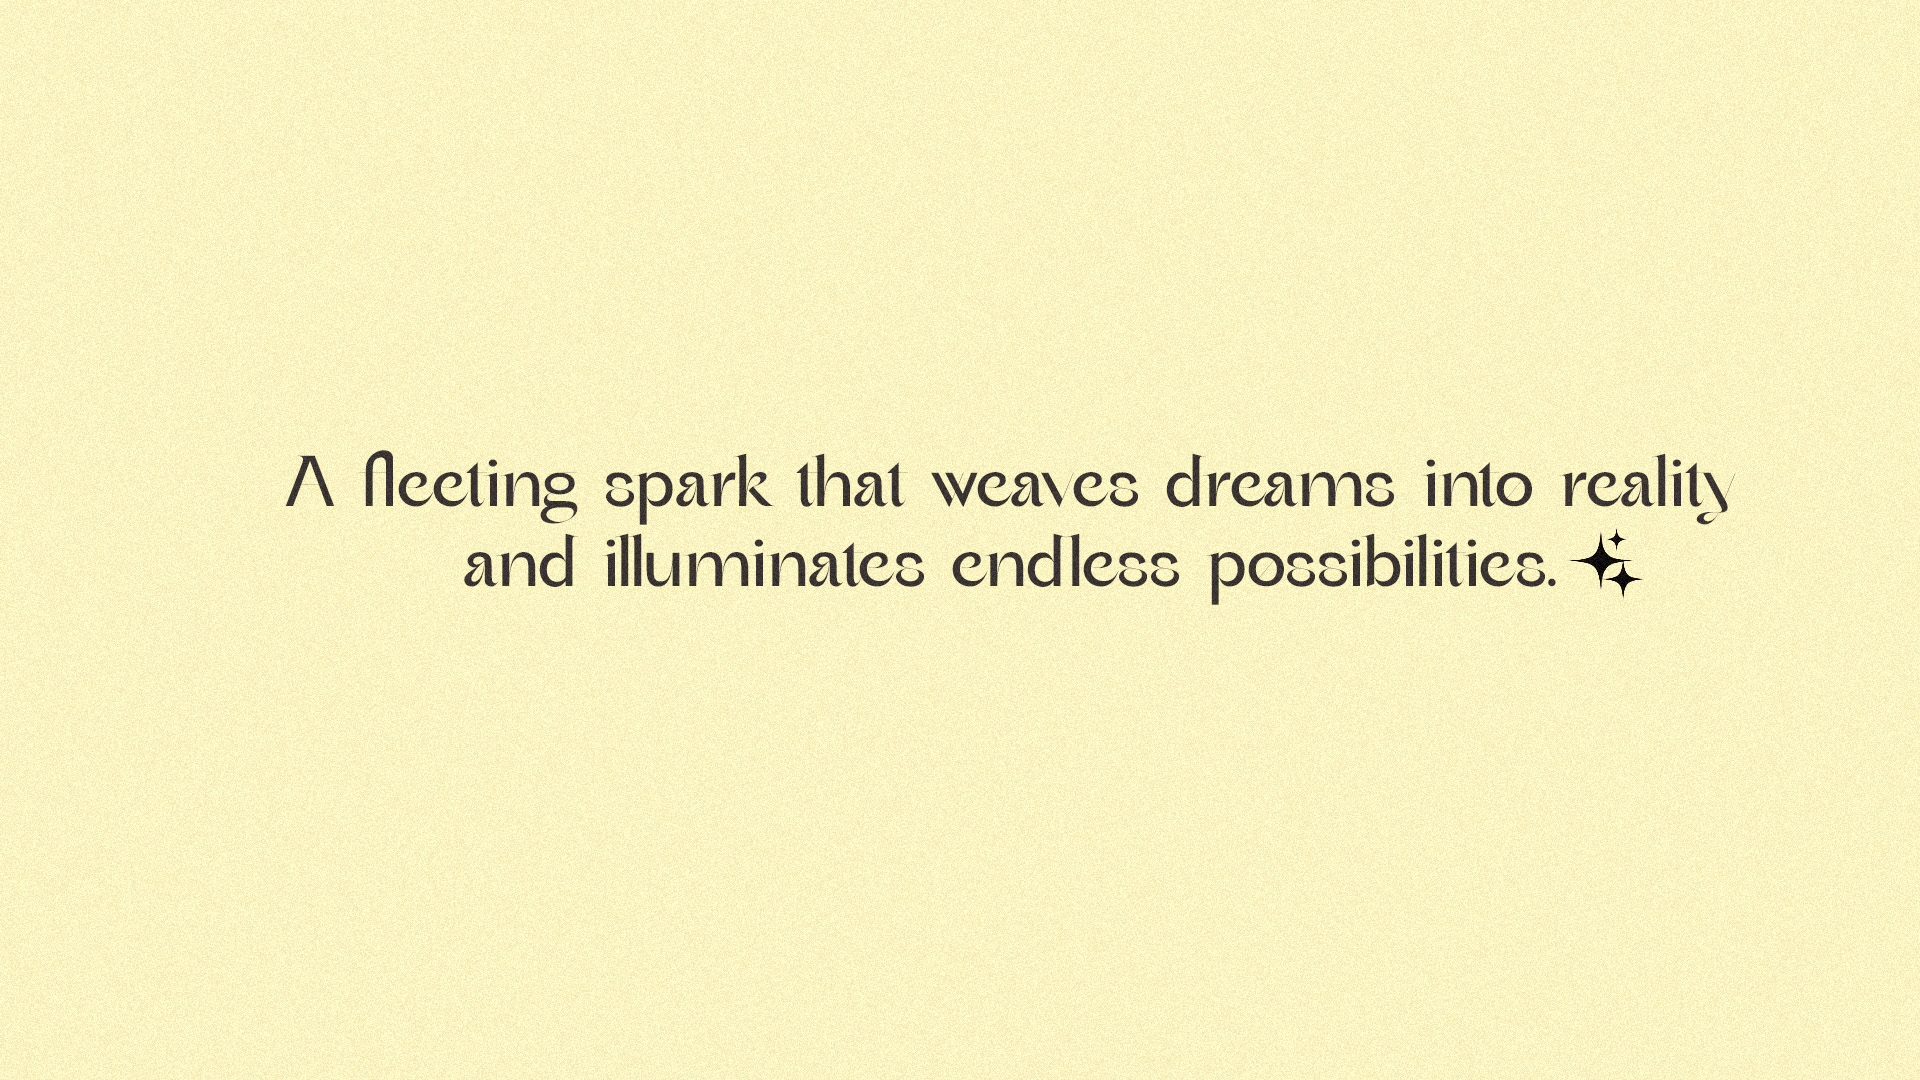 A fleeting spark that weaves dreams into reality
and illuminates endless possibilities.